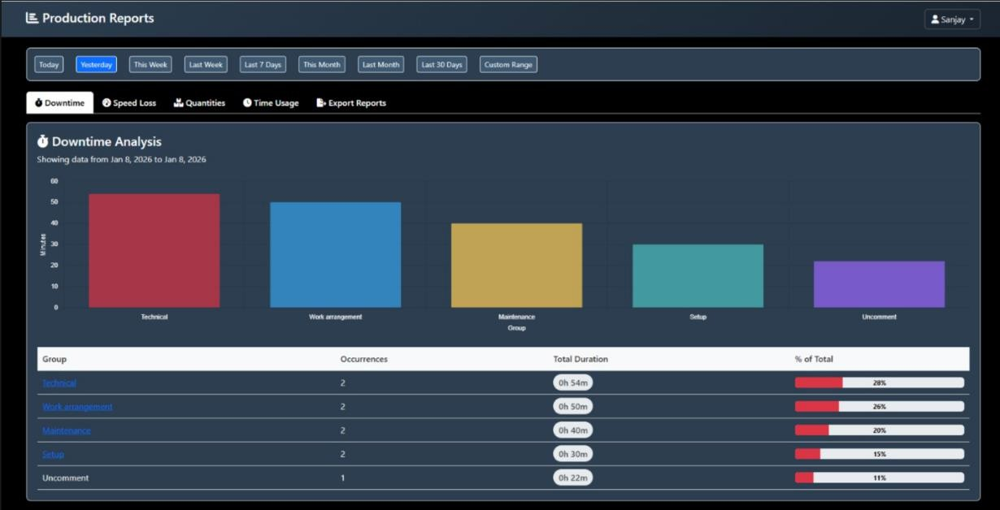 Production Reports
Sanjay
Today Yesterday This Week Last Week Last 7 Days This Month Last Month Last 30 Days Custom Range
Downtime Speed Loss Quantities Time Usage Export Reports
Downtime Analysis
Showing data from Jan 8, 2026 to Jan 8, 2026
60
50
40
30
20
10
0
Minutes
Technical Work arrangement Maintenance Setup Uncomment
Group
Group Occurrences Total Duration % of Total
Technical 2 0h 54m 28%
Work arrangement 2 0h 50m 26%
Maintenance 2 0h 40m 20%
Setup 2 0h 30m 15%
Uncomment 1 0h 22m 11%